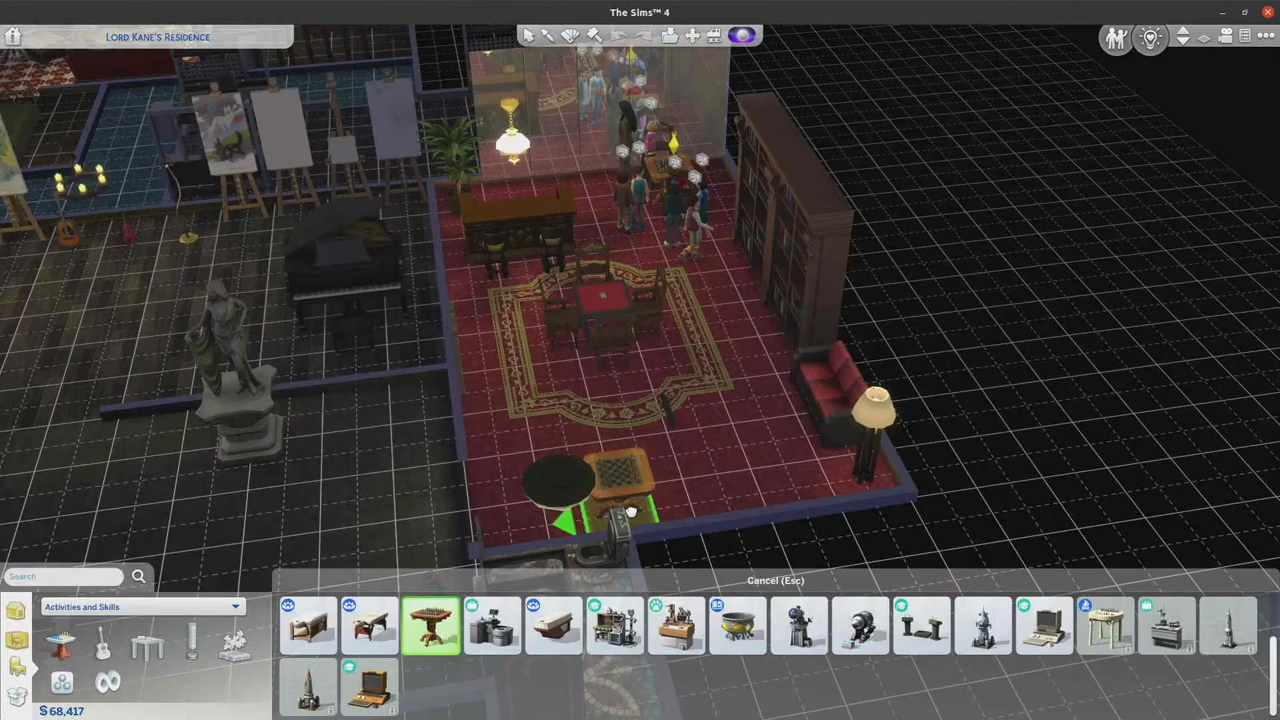 The Sims™ 4
Lord Kane's Residence
Cancel (Esc)
Search
Activities and Skills
§68,417